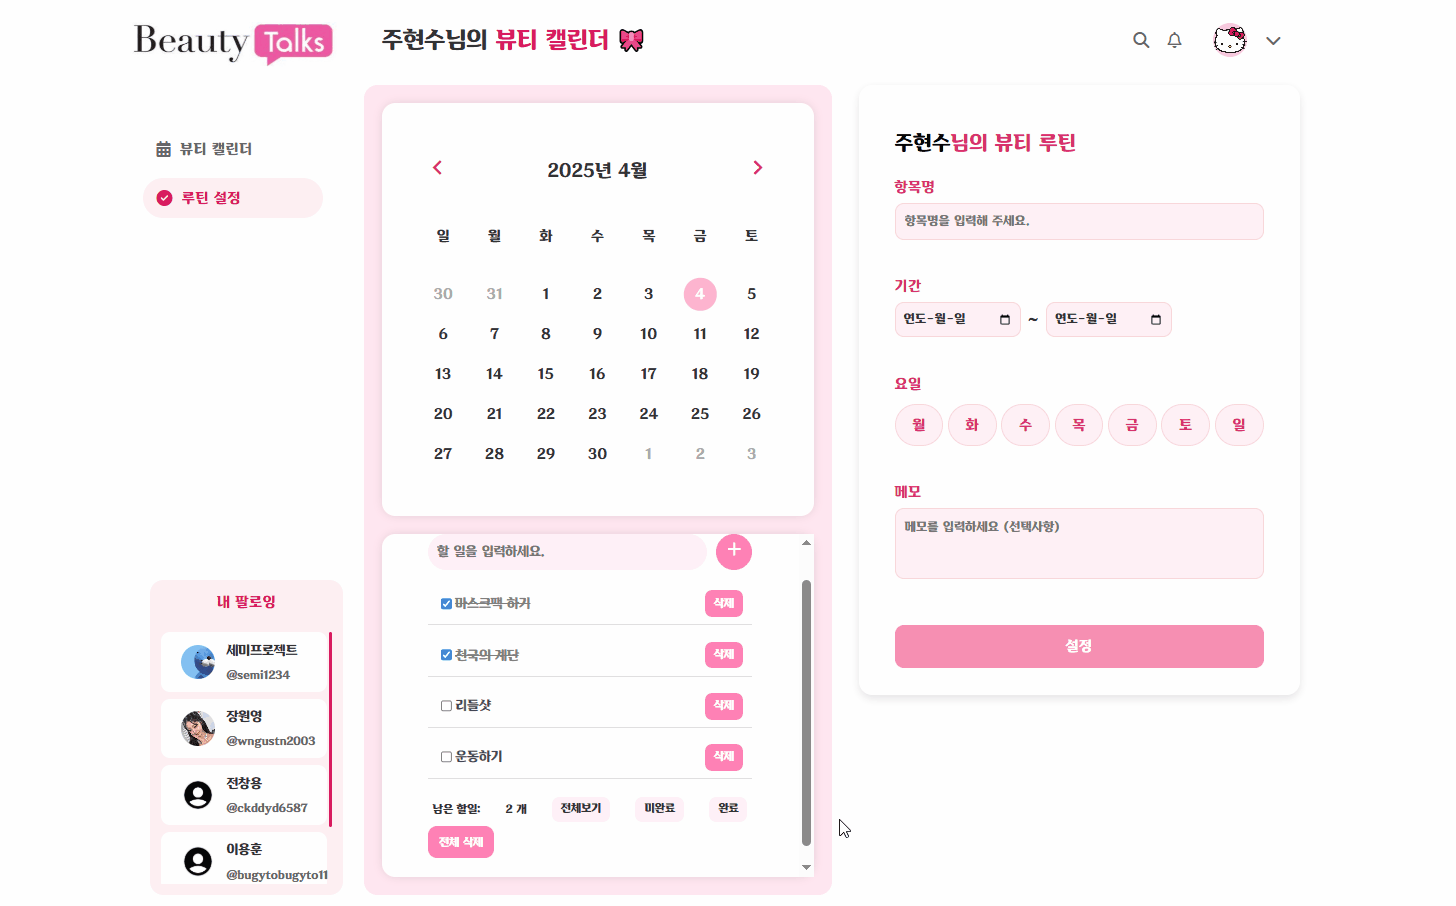 Beauty Talks
주현수님의 뷰티 캘린더
뷰티 캘린더
루틴 설정
내 팔로잉
세미프로젝트
@semi1234
장원영
@wngustn2003
전창용
@ckddyd6587
이용훈
@bugytobugyto11
2025년 4월
일 월 화 수 목 금 토
30 31 1 2 3 4 5
6 7 8 9 10 11 12
13 14 15 16 17 18 19
20 21 22 23 24 25 26
27 28 29 30 1 2 3
할 일을 입력하세요.
마스크팩 하기 삭제
천국의 계단 삭제
리들샷 삭제
운동하기 삭제
남은 할일: 2 개 전체보기 미완료 완료
전체 삭제
주현수님의 뷰티 루틴
항목명
항목명을 입력해 주세요.
기간
연도-월-일 ~ 연도-월-일
요일
월 화 수 목 금 토 일
메모
메모를 입력하세요 (선택사항)
설정